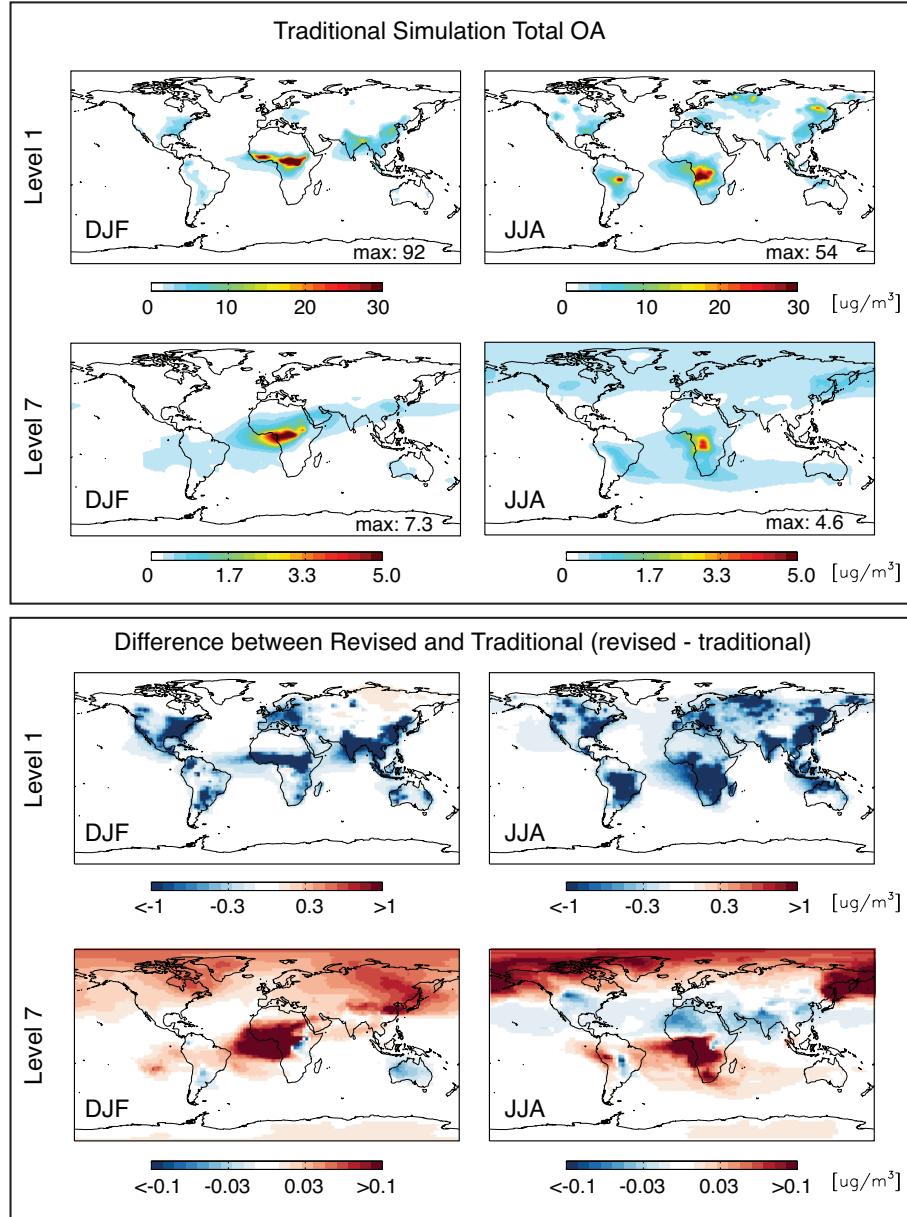 Traditional Simulation Total OA
Level 1
DJF
max: 92
JJA
max: 54
0 10 20 30
0 10 20 30 [ug/m³]
Level 7
DJF
max: 7.3
JJA
max: 4.6
0 1.7 3.3 5.0
0 1.7 3.3 5.0 [ug/m³]
Difference between Revised and Traditional (revised - traditional)
Level 1
DJF
JJA
<-1 -0.3 0.3 >1
<-1 -0.3 0.3 >1 [ug/m³]
Level 7
DJF
JJA
<-0.1 -0.03 0.03 >0.1
<-0.1 -0.03 0.03 >0.1 [ug/m³]